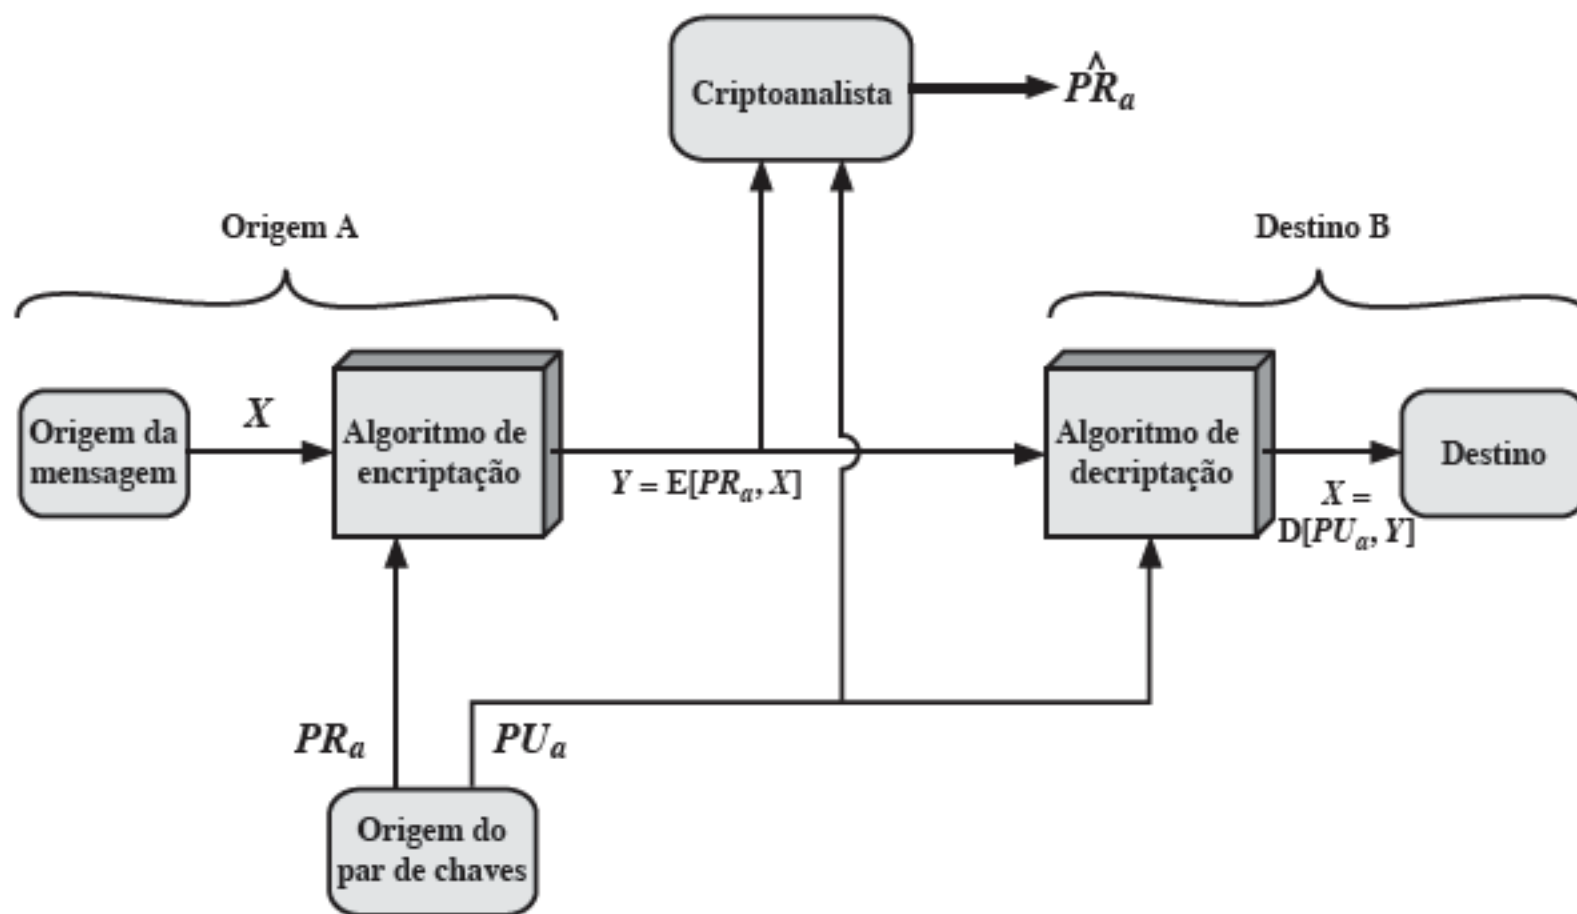 Criptoanalista
P̂R_a
Origem A
Destino B
Origem da
mensagem
X
Algoritmo de
encriptação
Y = E[PR_a, X]
Algoritmo de
decriptação
X =
D[PU_a, Y]
Destino
PR_a
PU_a
Origem do
par de chaves